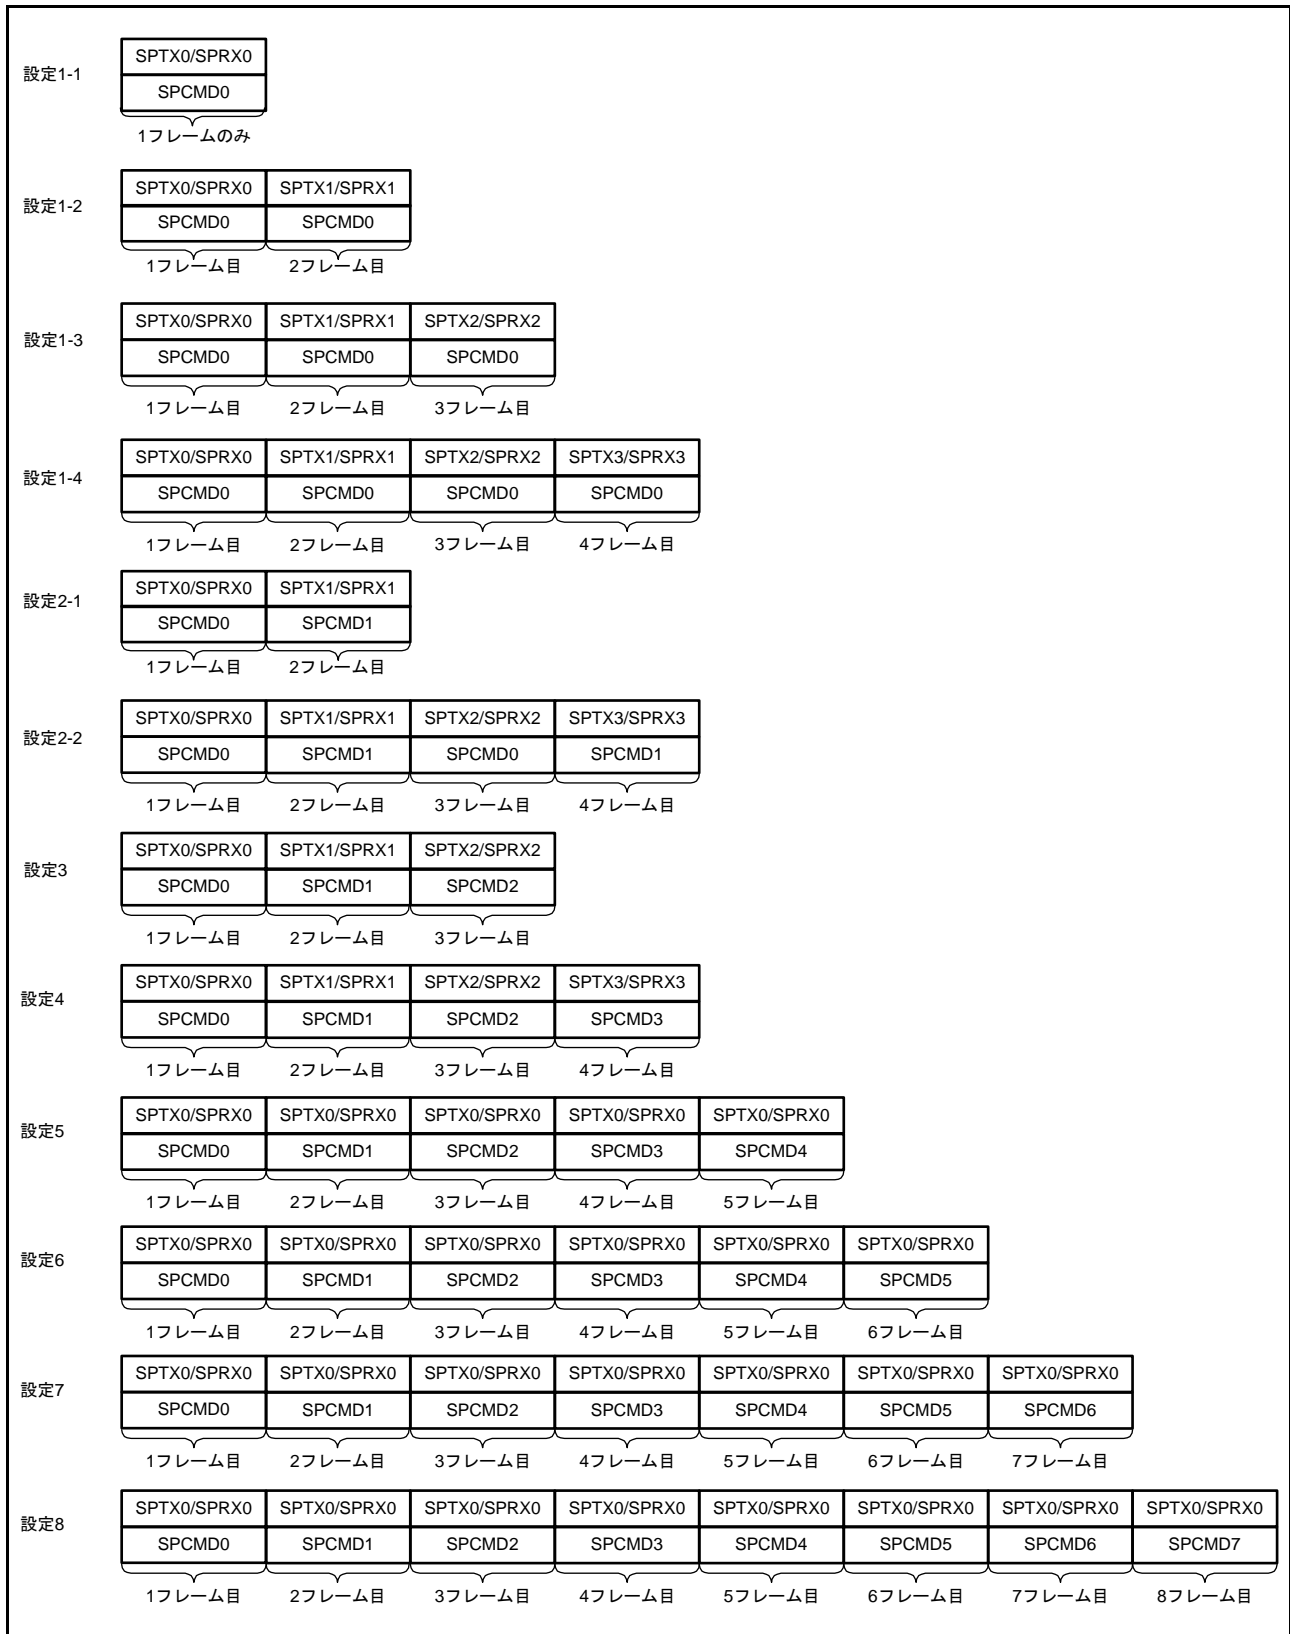 設定1-1
SPTX0/SPRX0
SPCMD0
1フレームのみ
設定1-2
SPTX0/SPRX0 SPTX1/SPRX1
SPCMD0 SPCMD0
1フレーム目 2フレーム目
設定1-3
SPTX0/SPRX0 SPTX1/SPRX1 SPTX2/SPRX2
SPCMD0 SPCMD0 SPCMD0
1フレーム目 2フレーム目 3フレーム目
設定1-4
SPTX0/SPRX0 SPTX1/SPRX1 SPTX2/SPRX2 SPTX3/SPRX3
SPCMD0 SPCMD0 SPCMD0 SPCMD0
1フレーム目 2フレーム目 3フレーム目 4フレーム目
設定2-1
SPTX0/SPRX0 SPTX1/SPRX1
SPCMD0 SPCMD1
1フレーム目 2フレーム目
設定2-2
SPTX0/SPRX0 SPTX1/SPRX1 SPTX2/SPRX2 SPTX3/SPRX3
SPCMD0 SPCMD1 SPCMD0 SPCMD1
1フレーム目 2フレーム目 3フレーム目 4フレーム目
設定3
SPTX0/SPRX0 SPTX1/SPRX1 SPTX2/SPRX2
SPCMD0 SPCMD1 SPCMD2
1フレーム目 2フレーム目 3フレーム目
設定4
SPTX0/SPRX0 SPTX1/SPRX1 SPTX2/SPRX2 SPTX3/SPRX3
SPCMD0 SPCMD1 SPCMD2 SPCMD3
1フレーム目 2フレーム目 3フレーム目 4フレーム目
設定5
SPTX0/SPRX0 SPTX0/SPRX0 SPTX0/SPRX0 SPTX0/SPRX0 SPTX0/SPRX0
SPCMD0 SPCMD1 SPCMD2 SPCMD3 SPCMD4
1フレーム目 2フレーム目 3フレーム目 4フレーム目 5フレーム目
設定6
SPTX0/SPRX0 SPTX0/SPRX0 SPTX0/SPRX0 SPTX0/SPRX0 SPTX0/SPRX0 SPTX0/SPRX0
SPCMD0 SPCMD1 SPCMD2 SPCMD3 SPCMD4 SPCMD5
1フレーム目 2フレーム目 3フレーム目 4フレーム目 5フレーム目 6フレーム目
設定7
SPTX0/SPRX0 SPTX0/SPRX0 SPTX0/SPRX0 SPTX0/SPRX0 SPTX0/SPRX0 SPTX0/SPRX0 SPTX0/SPRX0
SPCMD0 SPCMD1 SPCMD2 SPCMD3 SPCMD4 SPCMD5 SPCMD6
1フレーム目 2フレーム目 3フレーム目 4フレーム目 5フレーム目 6フレーム目 7フレーム目
設定8
SPTX0/SPRX0 SPTX0/SPRX0 SPTX0/SPRX0 SPTX0/SPRX0 SPTX0/SPRX0 SPTX0/SPRX0 SPTX0/SPRX0 SPTX0/SPRX0
SPCMD0 SPCMD1 SPCMD2 SPCMD3 SPCMD4 SPCMD5 SPCMD6 SPCMD7
1フレーム目 2フレーム目 3フレーム目 4フレーム目 5フレーム目 6フレーム目 7フレーム目 8フレーム目